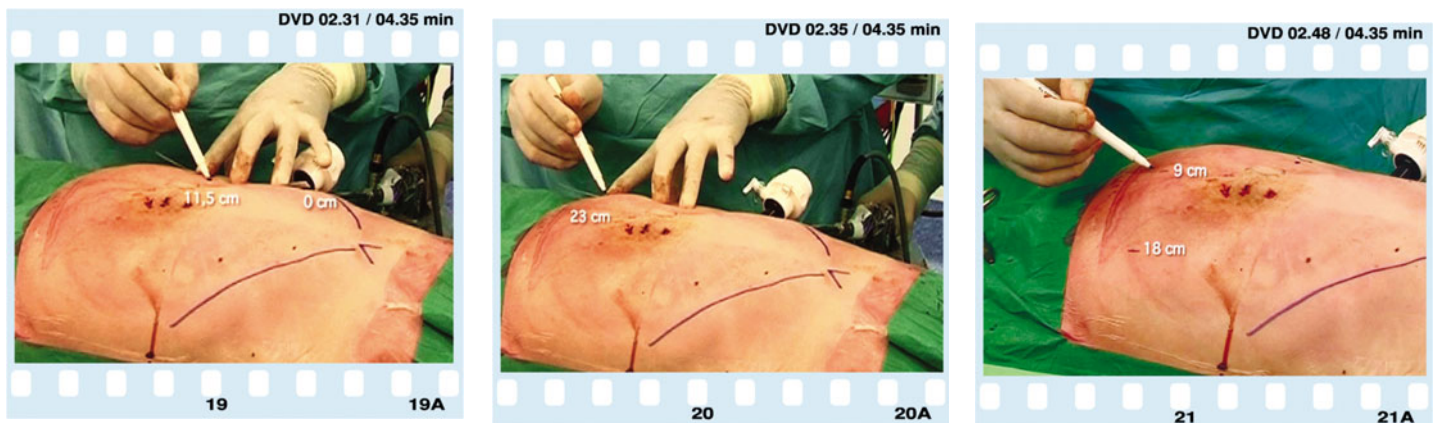 DVD 02.31 / 04.35 min
11,5 cm
0 cm
19
19A
DVD 02.35 / 04.35 min
23 cm
20
20A
DVD 02.48 / 04.35 min
9 cm
18 cm
21
21A